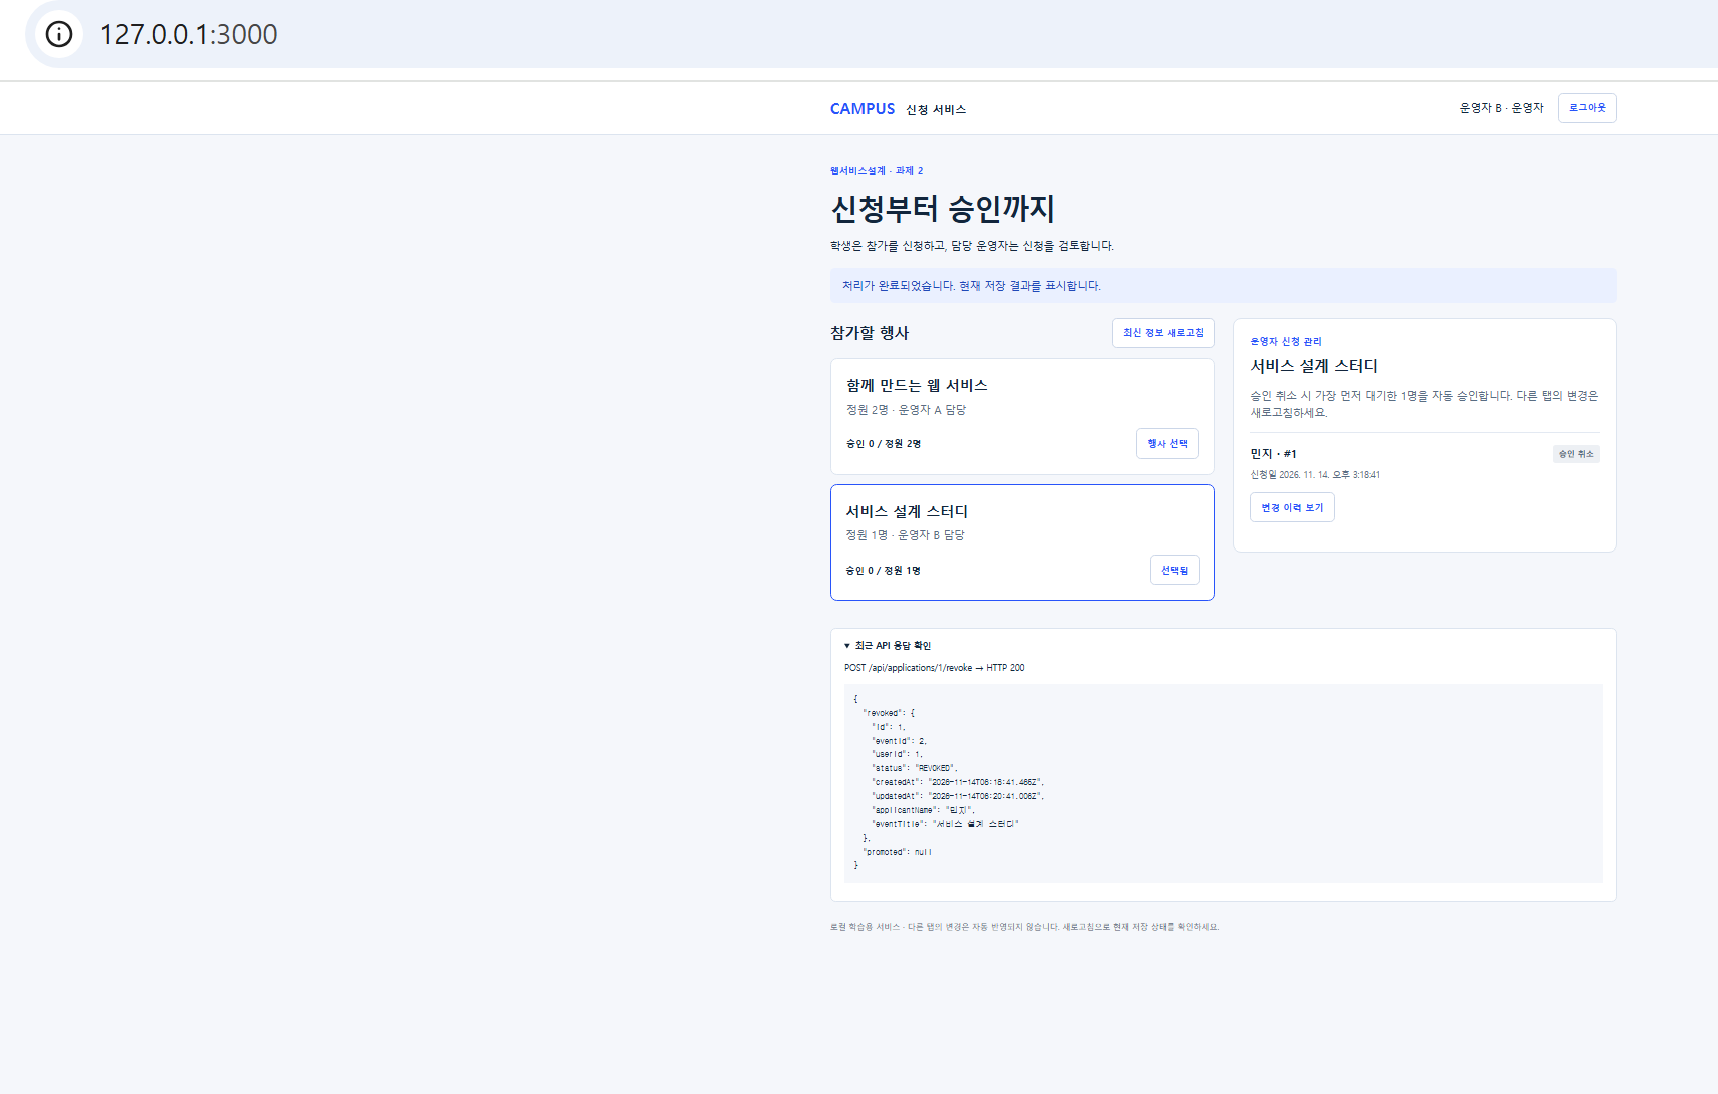 127.0.0.1:3000
CAMPUS 신청 서비스
운영자 B · 운영자
로그아웃
웹서비스설계 · 과제 2
신청부터 승인까지
학생은 참가를 신청하고, 담당 운영자는 신청을 검토합니다.
처리가 완료되었습니다. 현재 저장 결과를 표시합니다.
참가할 행사
최신 정보 새로고침
함께 만드는 웹 서비스
정원 2명 · 운영자 A 담당
승인 0 / 정원 2명
행사 선택
서비스 설계 스터디
정원 1명 · 운영자 B 담당
승인 0 / 정원 1명
선택됨
운영자 신청 관리
서비스 설계 스터디
승인 취소 시 가장 먼저 대기한 1명을 자동 승인합니다. 다른 탭의 변경은
새로고침하세요.
민지 · #1
승인 취소
신청일 2026. 11. 14. 오후 3:18:41
변경 이력 보기
▼ 최근 API 응답 확인
POST /api/applications/1/revoke → HTTP 200
{
"revoked": {
"id": 1,
"eventId": 2,
"userId": 1,
"status": "REVOKED",
"createdAt": "2026-11-14T06:18:41.465Z",
"updatedAt": "2026-11-14T06:20:41.006Z",
"applicantName": "민지",
"eventTitle": "서비스 설계 스터디"
},
"promoted": null
}
로컬 학습용 서비스 · 다른 탭의 변경은 자동 반영되지 않습니다. 새로고침으로 현재 저장 상태를 확인하세요.